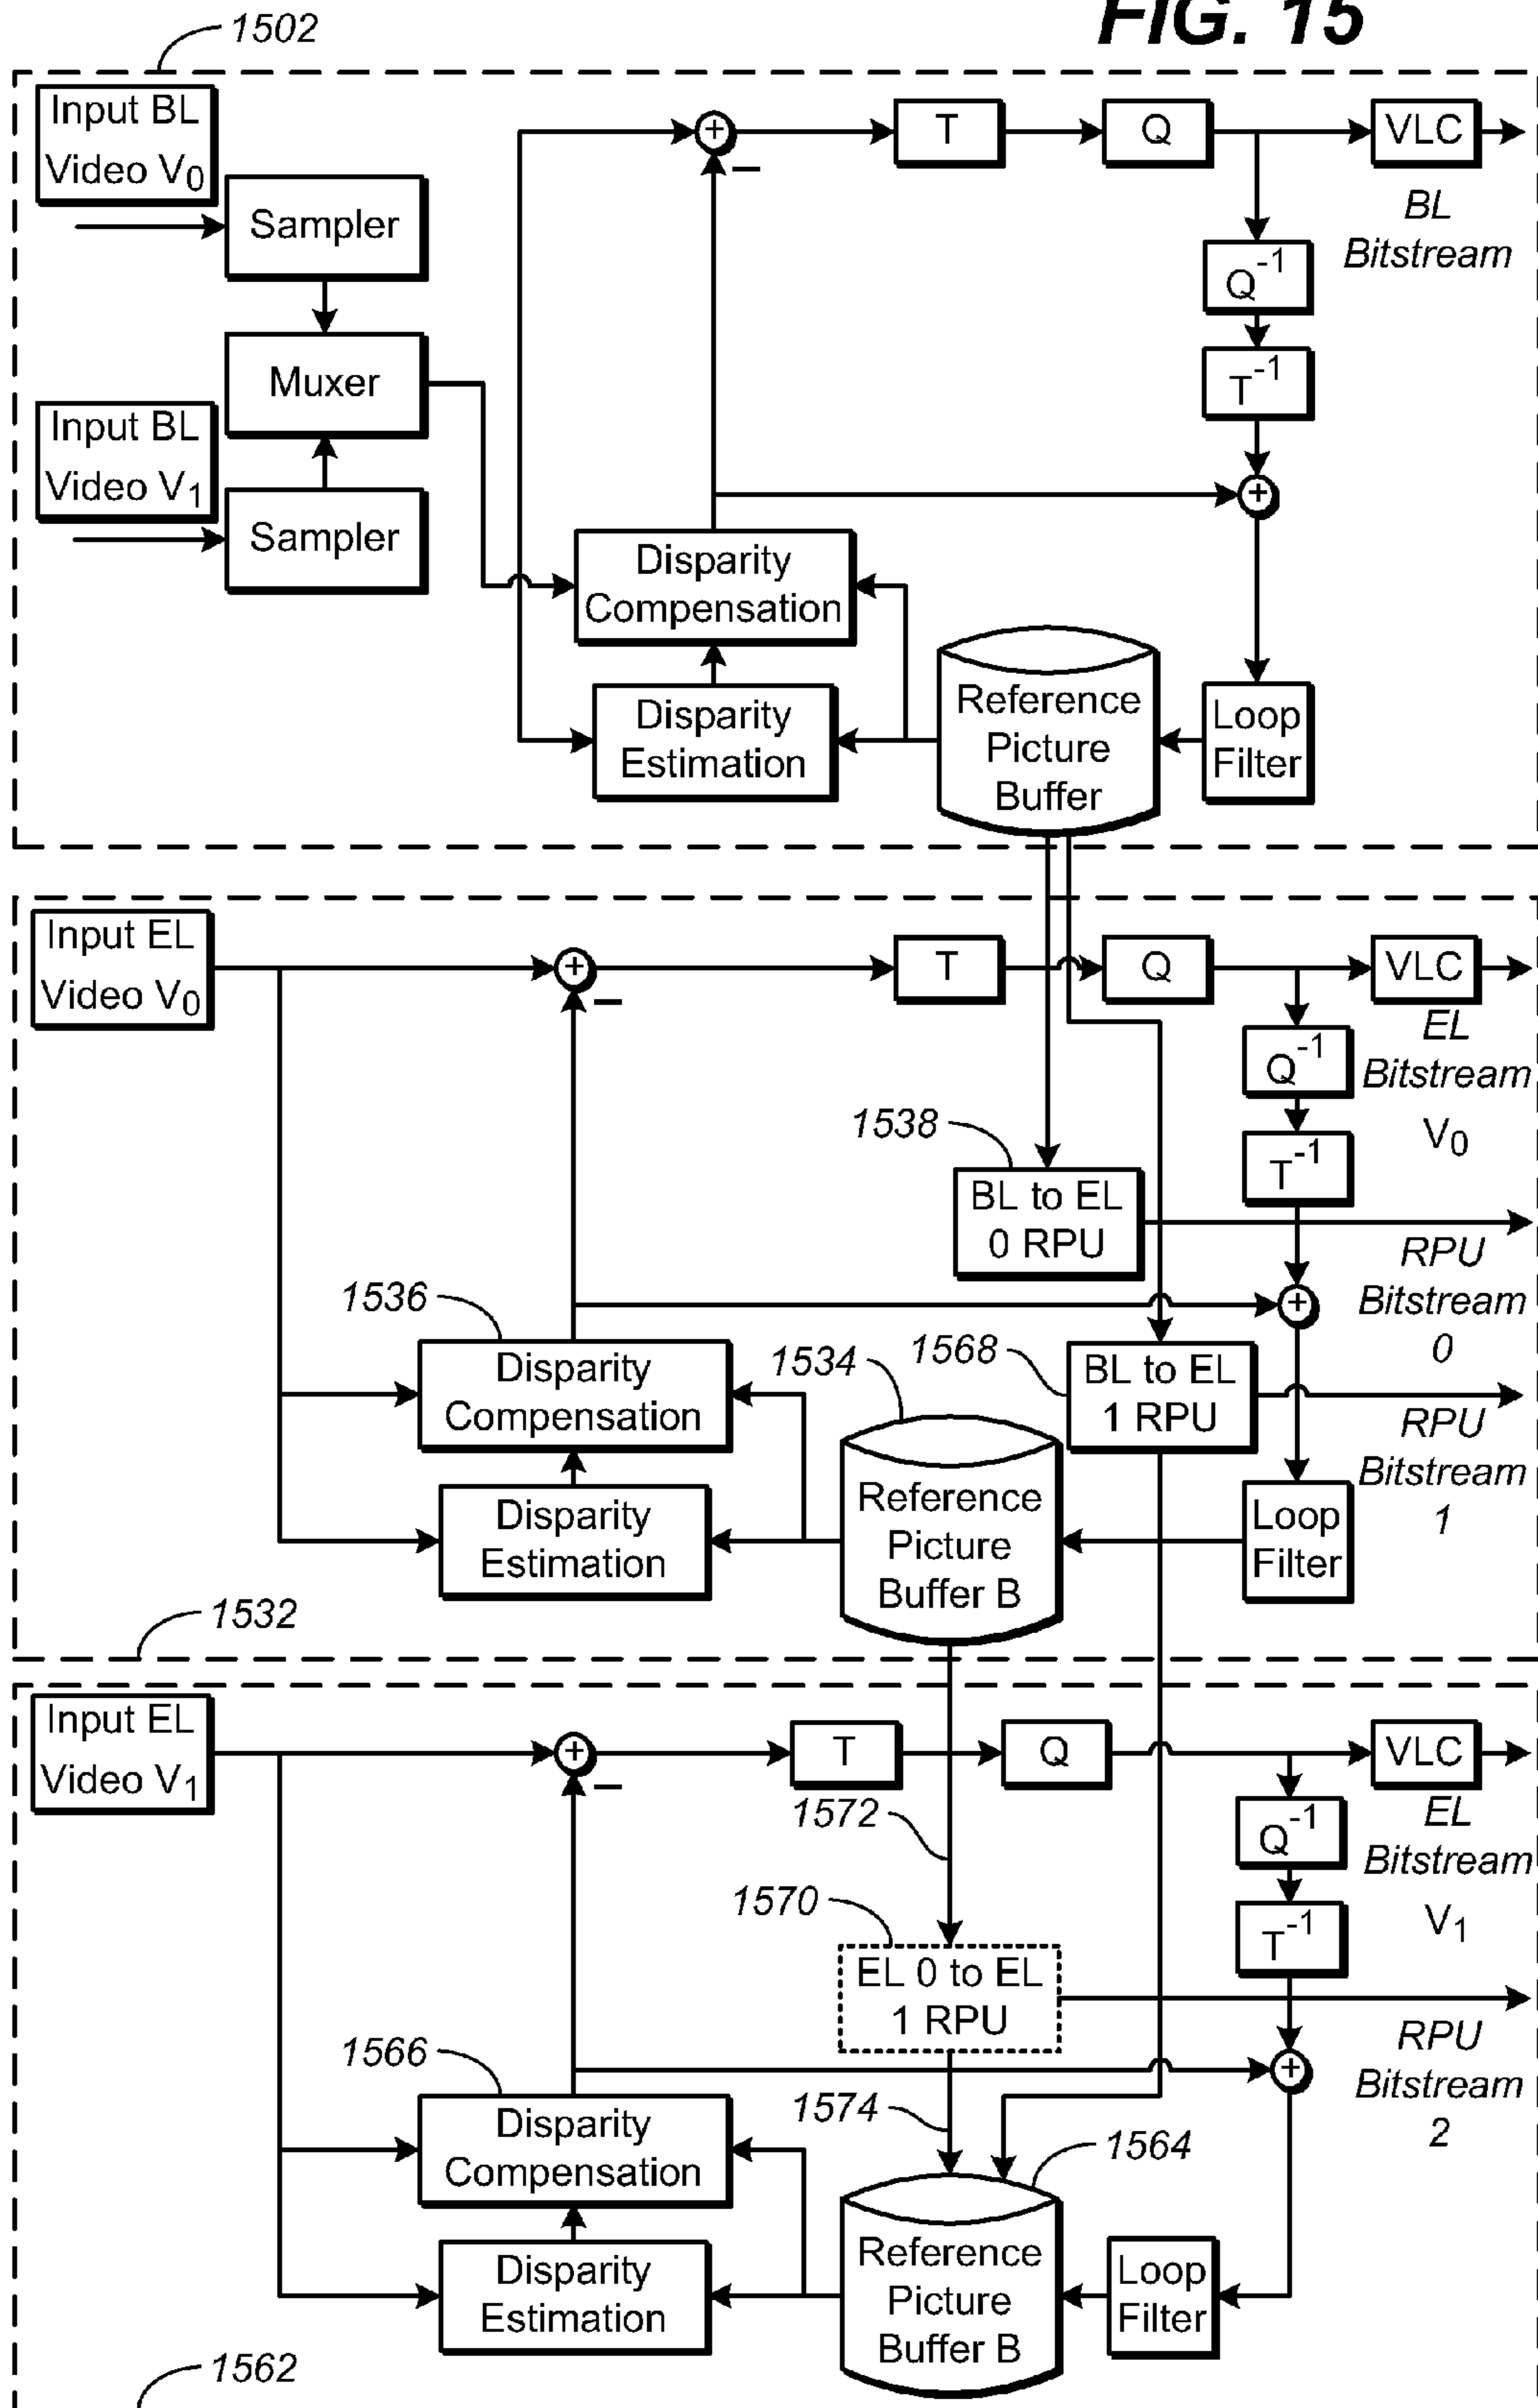 FIG. 15
1502
Input BL
Video V0
Sampler
Muxer
Input BL
Video V1
Sampler
+
−
T
Q
VLC
BL
Bitstream
Q-1
T-1
+
Disparity
Compensation
Disparity
Estimation
Reference
Picture
Buffer
Loop
Filter
Input EL
Video V0
+
−
T
Q
VLC
EL
Bitstream
V0
Q-1
T-1
1538
BL to EL
0 RPU
RPU
Bitstream
0
+
1536
Disparity
Compensation
1534
1568
BL to EL
1 RPU
RPU
Bitstream
1
Disparity
Estimation
Reference
Picture
Buffer B
Loop
Filter
1532
Input EL
Video V1
+
−
T
Q
VLC
EL
Bitstream
V1
Q-1
T-1
1572
1570
EL 0 to EL
1 RPU
RPU
Bitstream
2
+
1566
Disparity
Compensation
1574
1564
Disparity
Estimation
Reference
Picture
Buffer B
Loop
Filter
1562